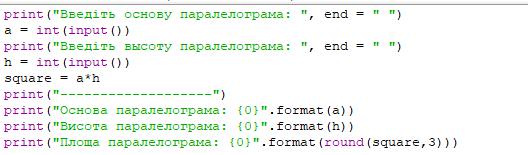 print("Введіть основу паралелограма: ", end = " ")
a = int(input())
print("Введіть высоту паралелограма: ", end = " ")
h = int(input())
square = a*h
print("-------------------")
print("Основа паралелограма: {0}".format(a))
print("Висота паралелограма: {0}".format(h))
print("Площа паралелограма: {0}".format(round(square,3)))